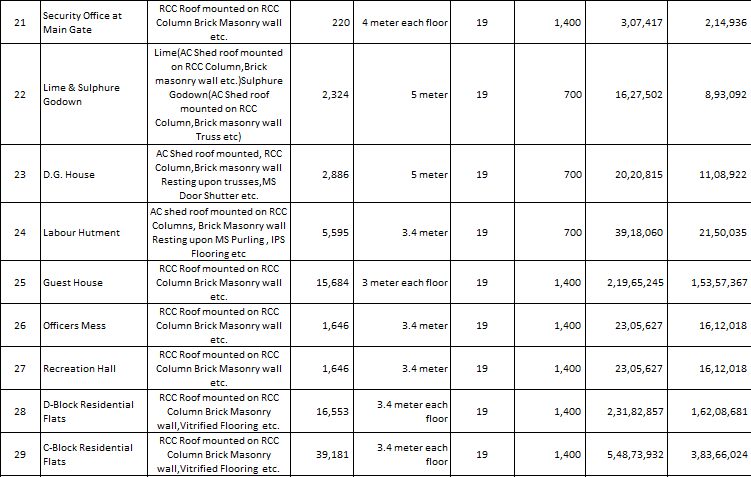 21 Security Office at Main Gate RCC Roof mounted on RCC Column Brick Masonry wall etc. 220 4 meter each floor 19 1,400 3,07,417 2,14,936
22 Lime & Sulphure Godown Lime(AC Shed roof mounted on RCC Column,Brick masonry wall etc.)Sulphure Godown(AC Shed roof mounted on RCC Column,Brick masonry wall Truss etc) 2,324 5 meter 19 700 16,27,502 8,93,092
23 D.G. House AC Shed roof mounted, RCC Column,Brick masonry wall Resting upon trusses,MS Door Shutter etc. 2,886 5 meter 19 700 20,20,815 11,08,922
24 Labour Hutment AC shed roof mounted on RCC Columns, Brick Masonry wall Resting upon MS Purling , IPS Flooring etc 5,595 3.4 meter 19 700 39,18,060 21,50,035
25 Guest House RCC Roof mounted on RCC Column Brick Masonry wall etc. 15,684 3 meter each floor 19 1,400 2,19,65,245 1,53,57,367
26 Officers Mess RCC Roof mounted on RCC Column Brick Masonry wall etc. 1,646 3.4 meter 19 1,400 23,05,627 16,12,018
27 Recreation Hall RCC Roof mounted on RCC Column Brick Masonry wall etc. 1,646 3.4 meter 19 1,400 23,05,627 16,12,018
28 D-Block Residential Flats RCC Roof mounted on RCC Column Brick Masonry wall,Vitrified Flooring etc. 16,553 3.4 meter each floor 19 1,400 2,31,82,857 1,62,08,681
29 C-Block Residential Flats RCC Roof mounted on RCC Column Brick Masonry wall,Vitrified Flooring etc. 39,181 3.4 meter each floor 19 1,400 5,48,73,932 3,83,66,024